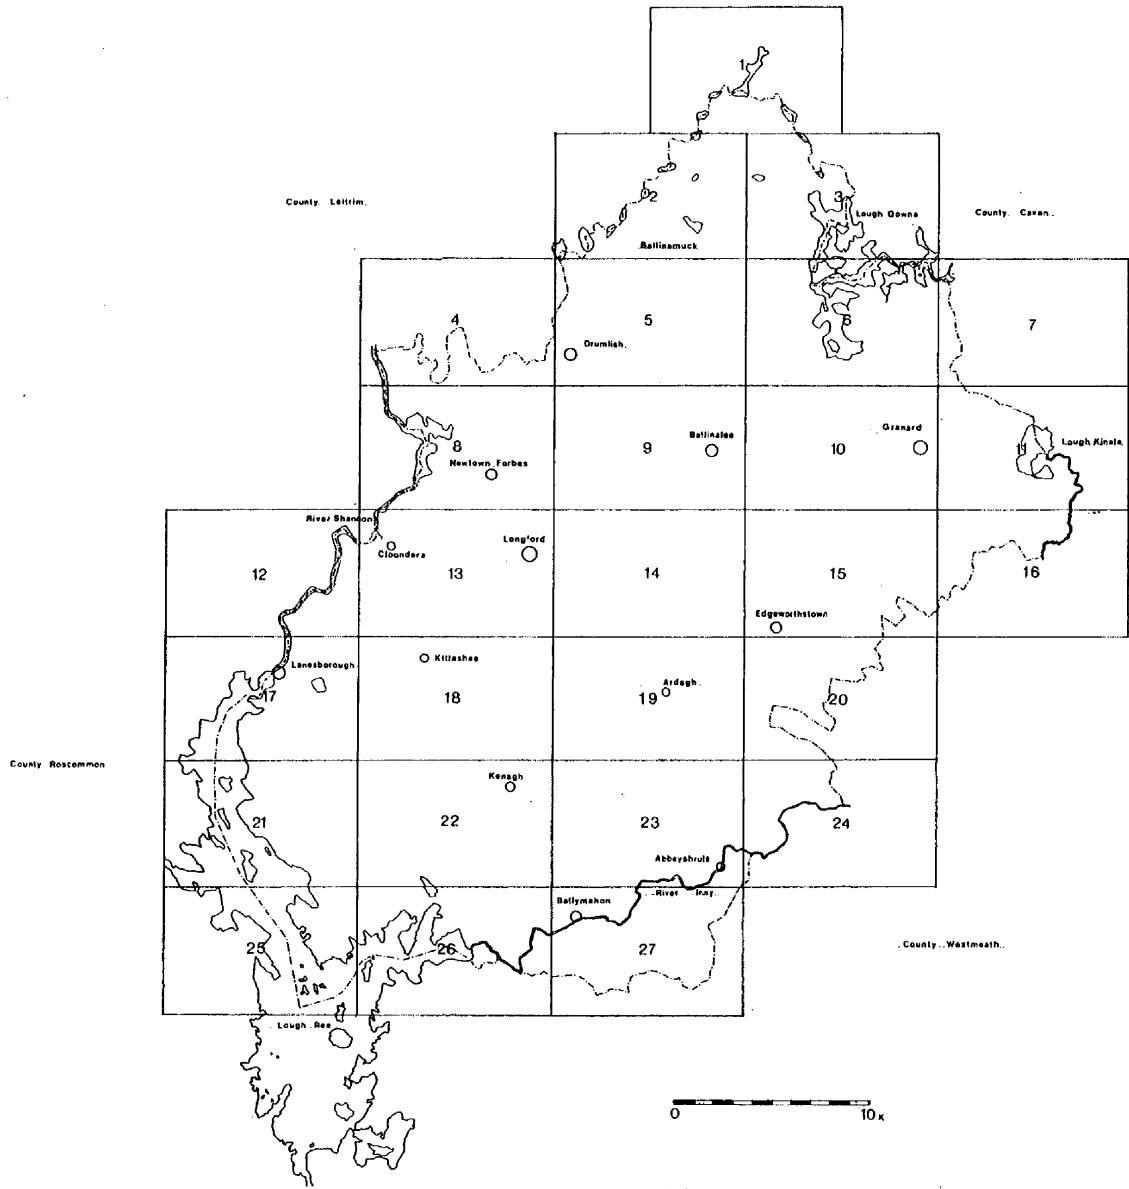 1
2
3
County. Leitrim.
Lough Gowna
County. Cavan.
Ballinamuck
4
5
6
7
Drumlish.
8
Newtown Forbes
9
Ballinalee
10
Granard
11
Lough Kinale.
River Shannon
Cloondara
Longford
12
13
14
15
16
Edgeworthstown
Lanesborough
Killashee
17
18
19
Ardagh.
20
County Roscommon
Kenagh
21
22
23
24
Abbeyshrule
River Inny
Ballymahon
25
26
27
County Westmeath
Lough Ree
0
10 K